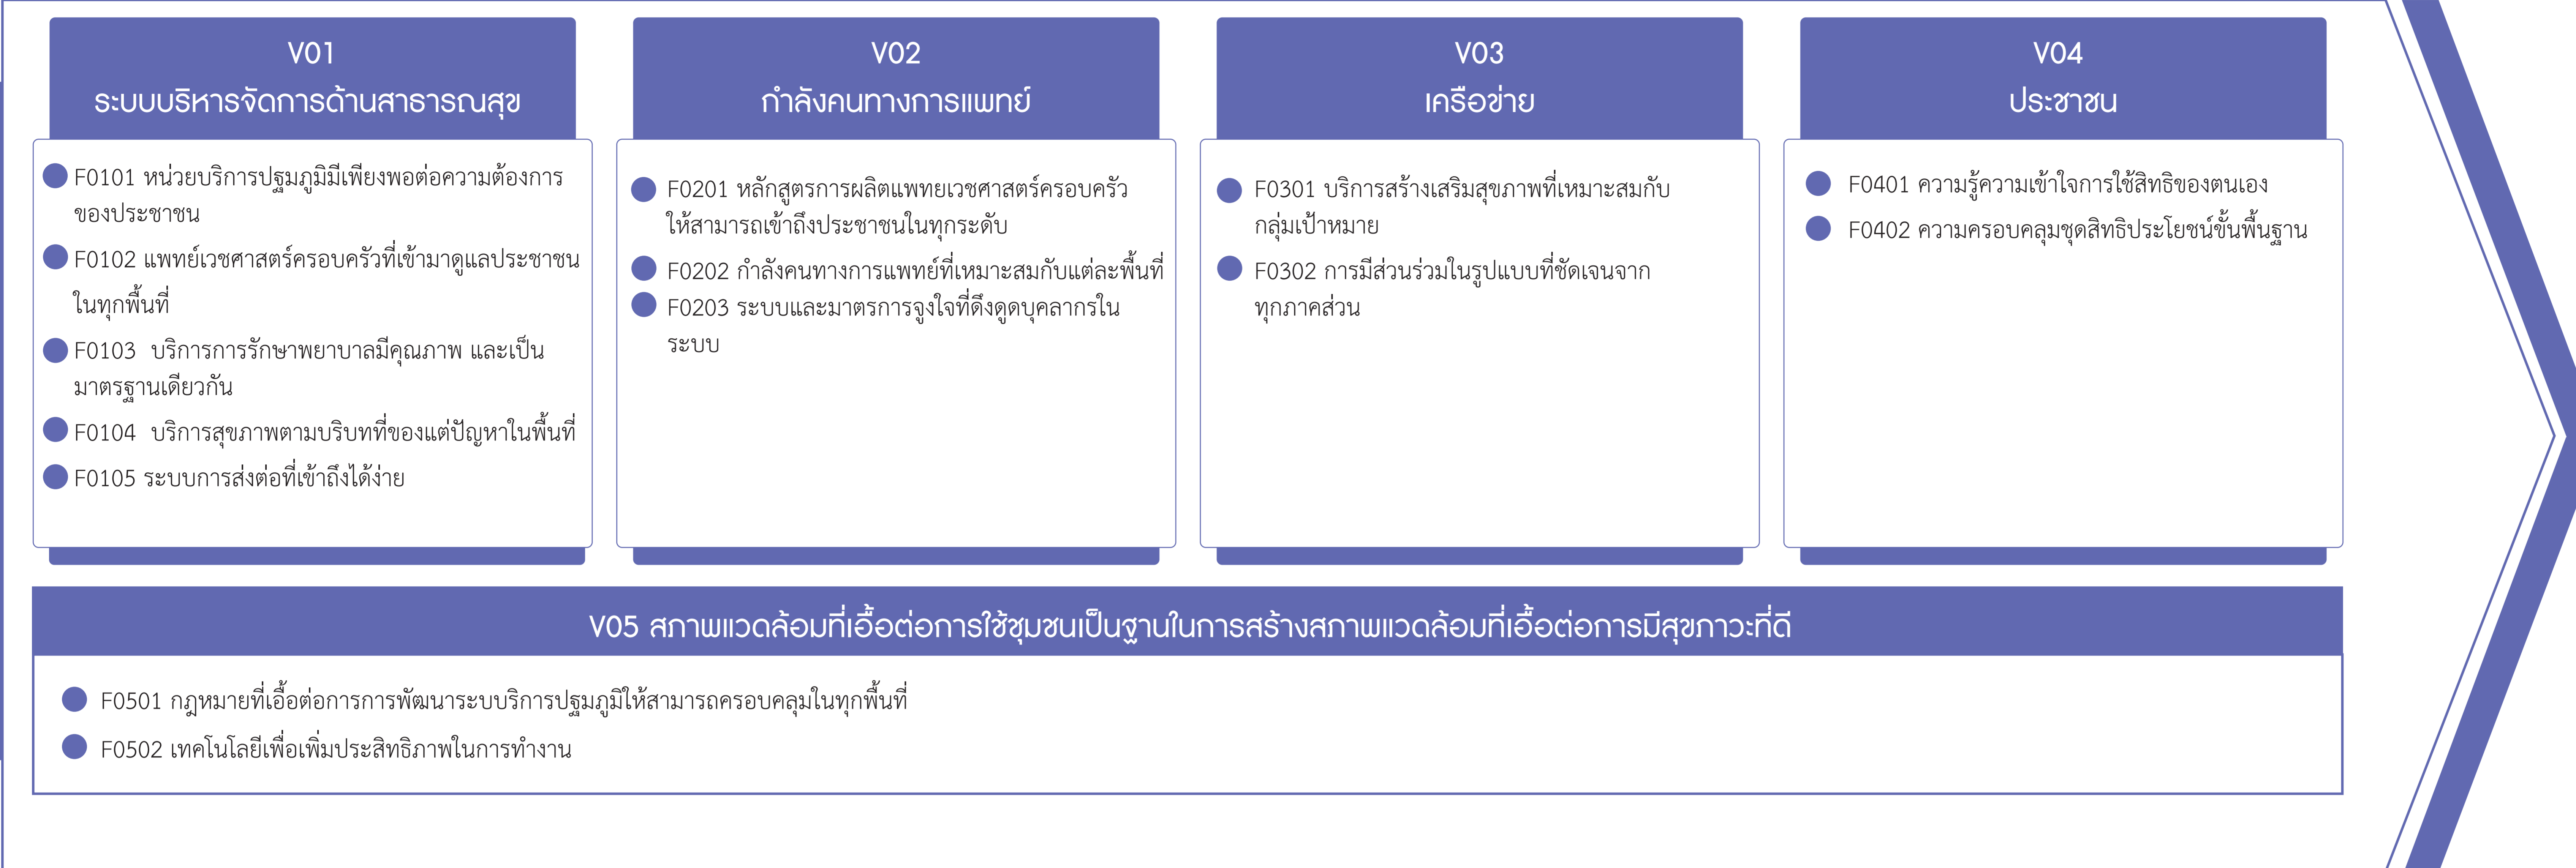 V01
ระบบบริหารจัดการด้านสาธารณสุข
F0101 หน่วยบริการปฐมภูมิมีเพียงพอต่อความต้องการ
ของประชาชน
F0102 แพทย์เวชศาสตร์ครอบครัวที่เข้ามาดูแลประชาชน
ในทุกพื้นที่
F0103 บริการการรักษาพยาบาลมีคุณภาพ และเป็น
มาตรฐานเดียวกัน
F0104 บริการสุขภาพตามบริบทที่ของแต่ปัญหาในพื้นที่
F0105 ระบบการส่งต่อที่เข้าถึงได้ง่าย
V02
กำลังคนทางการแพทย์
F0201 หลักสูตรการผลิตแพทยเวชศาสตร์ครอบครัว
ให้สามารถเข้าถึงประชาชนในทุกระดับ
F0202 กำลังคนทางการแพทย์ที่เหมาะสมกับแต่ละพื้นที่
F0203 ระบบและมาตรการจูงใจที่ดึงดูดบุคลากรใน
ระบบ
V03
เครือข่าย
F0301 บริการสร้างเสริมสุขภาพที่เหมาะสมกับ
กลุ่มเป้าหมาย
F0302 การมีส่วนร่วมในรูปแบบที่ชัดเจนจาก
ทุกภาคส่วน
V04
ประชาชน
F0401 ความรู้ความเข้าใจการใช้สิทธิของตนเอง
F0402 ความครอบคลุมชุดสิทธิประโยชน์ขั้นพื้นฐาน
V05 สภาพแวดล้อมที่เอื้อต่อการใช้ชุมชนเป็นฐานในการสร้างสภาพแวดล้อมที่เอื้อต่อการมีสุขภาวะที่ดี
F0501 กฎหมายที่เอื้อต่อการการพัฒนาระบบบริการปฐมภูมิให้สามารถครอบคลุมในทุกพื้นที่
F0502 เทคโนโลยีเพื่อเพิ่มประสิทธิภาพในการทำงาน